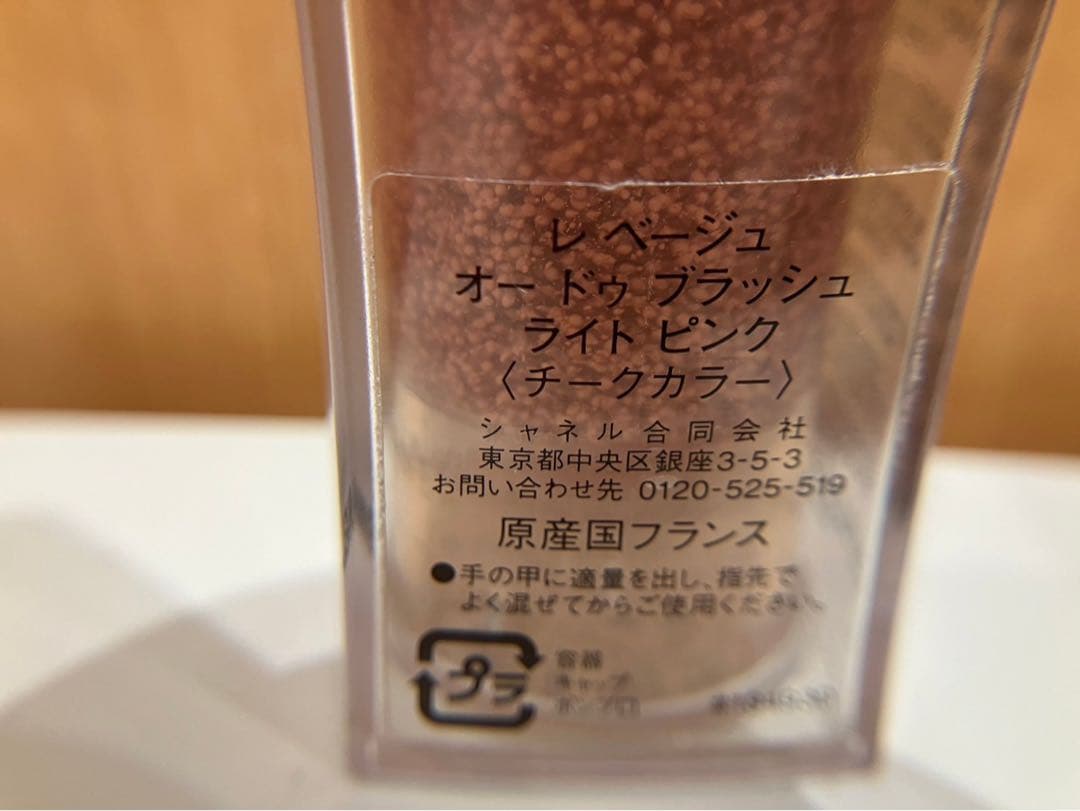 レ ベージュ
オー ドゥ ブラッシュ
ライト ピンク
〈チークカラー〉
シャネル合同会社
東京都中央区銀座3-5-3
お問い合わせ先 0120-525-519
原産国フランス
●手の甲に適量を出し、指先で
よく混ぜてからご使用ください。
プラ
容器
キャップ